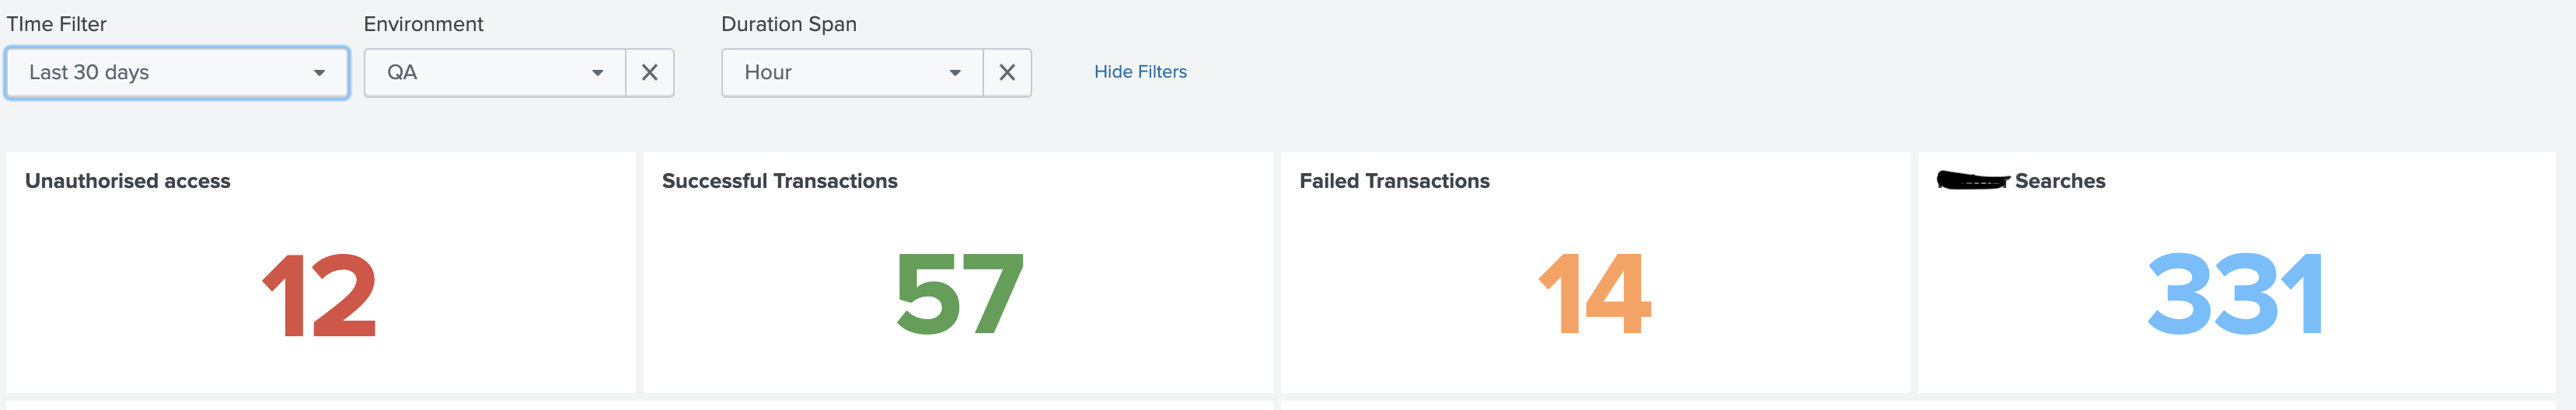 TIme Filter
Environment
Duration Span
Last 30 days
QA
Hour
Hide Filters
Unauthorised access
Successful Transactions
Failed Transactions
Searches
12
57
14
331